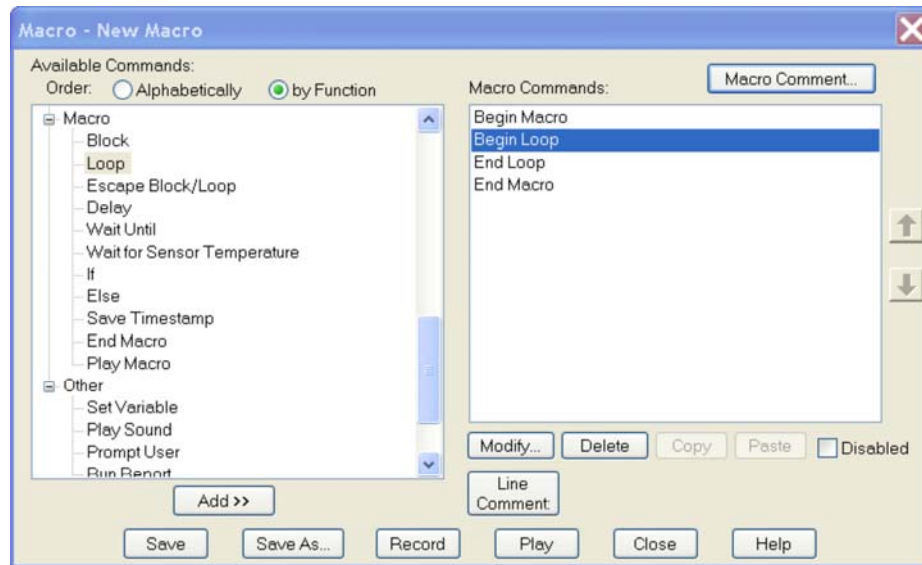 Macro - New Macro
Available Commands:
Order: Alphabetically by Function
Macro
Block
Loop
Escape Block/Loop
Delay
Wait Until
Wait for Sensor Temperature
If
Else
Save Timestamp
End Macro
Play Macro
Other
Set Variable
Play Sound
Prompt User
Run Report
Add >>
Macro Commands:
Macro Comment...
Begin Macro
Begin Loop
End Loop
End Macro
Modify... Delete Copy Paste Disabled
Line
Comment:
Save Save As... Record Play Close Help